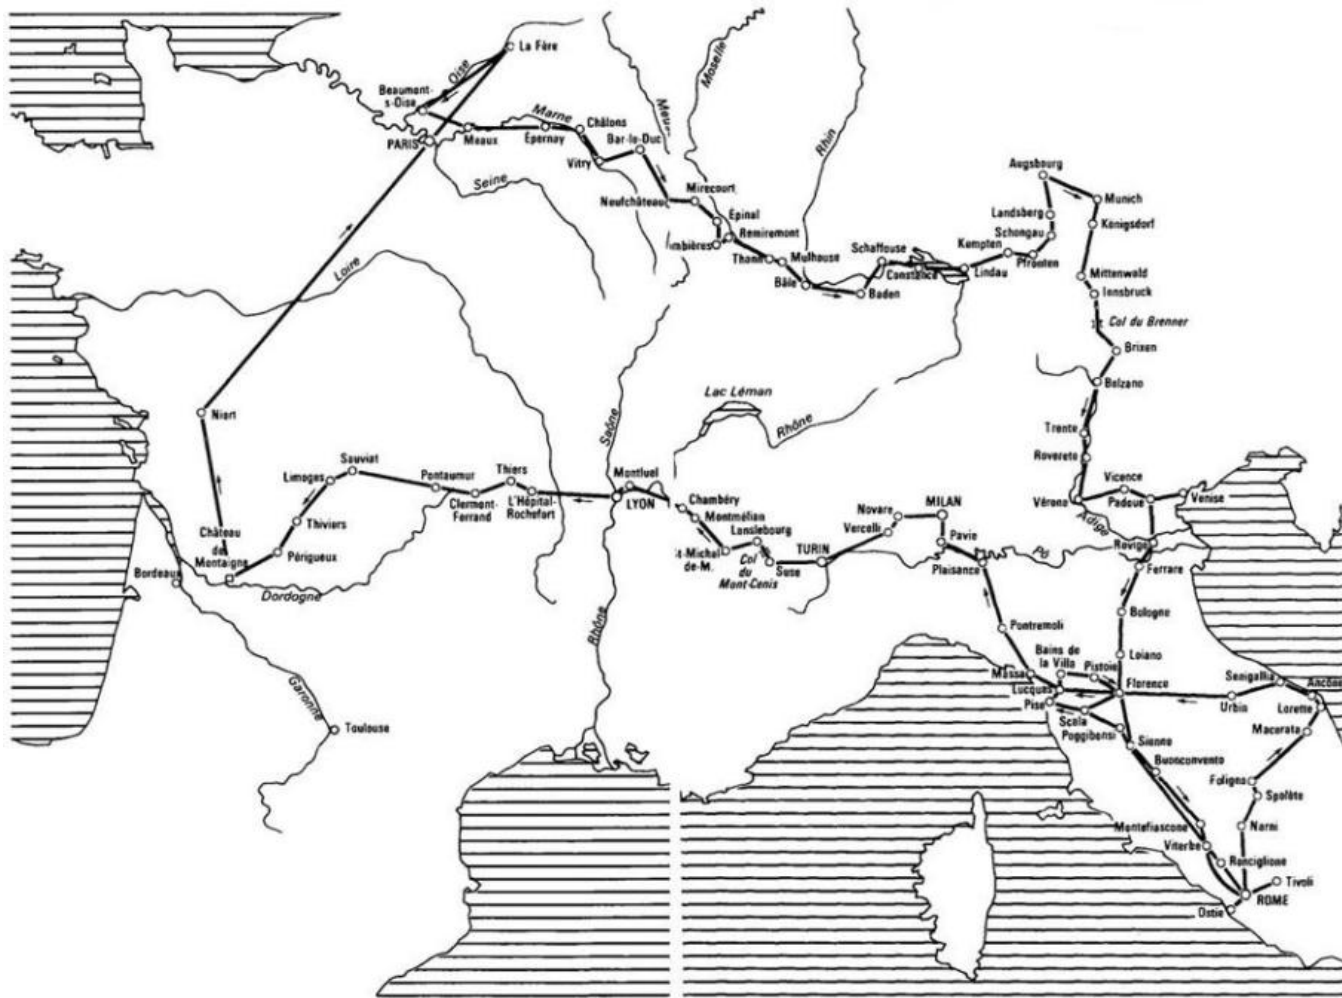 La Fère
Oise
Beaumont-
s-Oise
PARIS
Meaux
Marne
Épernay
Châlons
Vitry
Bar-le-Duc
Moselle
Rhin
Seine
Neufchâteau
Mirecourt
Épinal
Remiremont
Thann
Mulhouse
Bâle
Baden
Schaffouse
Constance
Lindau
Kempten
Pfronten
Schongau
Landsberg
Augsbourg
Munich
Königsdorf
Mittenwald
Innsbruck
Col du Brenner
Brixen
Bolzano
Trente
Rovereto
Vérone
Vicence
Padoue
Venise
Adige
Rovigo
Ferrare
Bologne
Loiano
Florence
Loire
Niort
Saône
Lac Léman
Rhône
Sauviat
Limoges
Thiviers
Périgueux
Château
de
Montaigne
Bordeaux
Dordogne
Garonne
Toulouse
Pontaumur
Clermont-
Ferrand
Thiers
L'Hôpital-
Rochefort
Montluel
LYON
Rhône
Chambéry
Montmélian
Lanslebourg
t-Michel
de-M.
Col
du
Mont-Cenis
Suse
TURIN
Verceil
Novare
MILAN
Pavie
Pô
Plaisance
Pontremoli
Massa
Bains de
la Villa
Pistoie
Lucques
Pise
Scala
Poggibonsi
Sienne
Buonconvento
Montefiascone
Viterbe
Ronciglione
ROME
Tivoli
Ostie
Narni
Spolète
Foligno
Macerata
Lorette
Ancône
Senigallia
Urbin